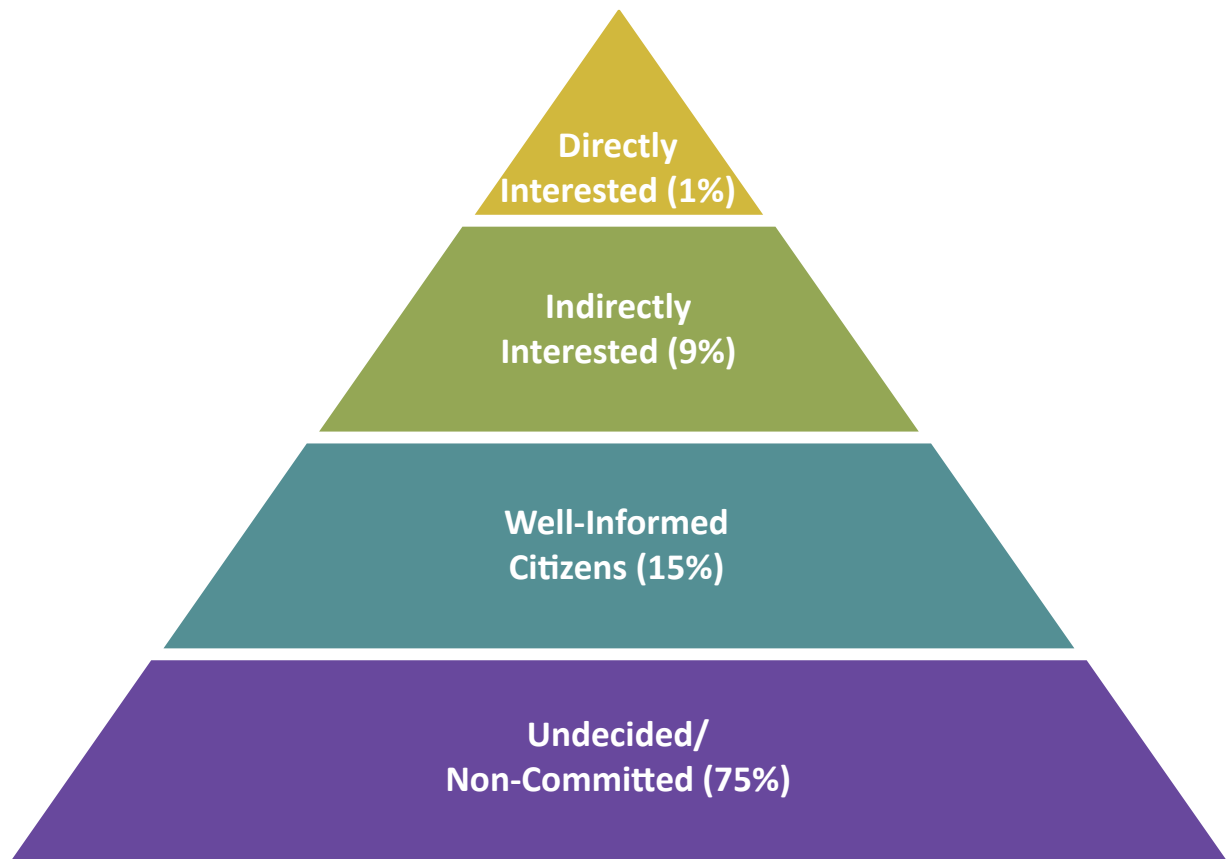 Directly
Interested (1%)
Indirectly
Interested (9%)
Well-Informed
Citizens (15%)
Undecided/
Non-Committed (75%)